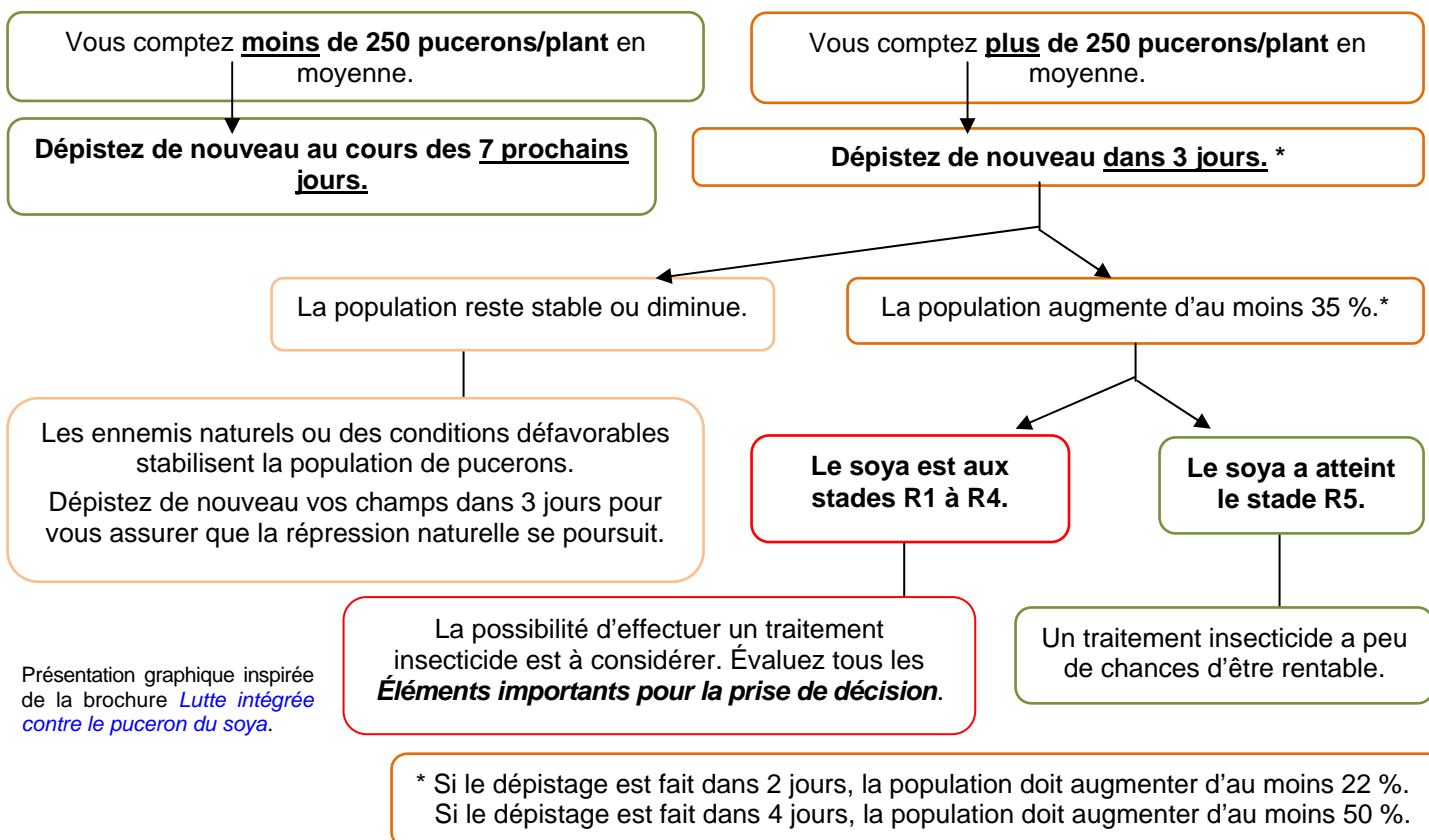 Vous comptez moins de 250 pucerons/plant en
moyenne.
Dépistez de nouveau au cours des 7 prochains
jours.
Vous comptez plus de 250 pucerons/plant en
moyenne.
Dépistez de nouveau dans 3 jours. *
La population reste stable ou diminue.
La population augmente d’au moins 35 %.*
Les ennemis naturels ou des conditions défavorables
stabilisent la population de pucerons.
Dépistez de nouveau vos champs dans 3 jours pour
vous assurer que la répression naturelle se poursuit.
Le soya est aux
stades R1 à R4.
Le soya a atteint
le stade R5.
La possibilité d’effectuer un traitement
insecticide est à considérer. Évaluez tous les
Éléments importants pour la prise de décision.
Un traitement insecticide a peu
de chances d’être rentable.
Présentation graphique inspirée
de la brochure Lutte intégrée
contre le puceron du soya.
* Si le dépistage est fait dans 2 jours, la population doit augmenter d’au moins 22 %.
Si le dépistage est fait dans 4 jours, la population doit augmenter d’au moins 50 %.